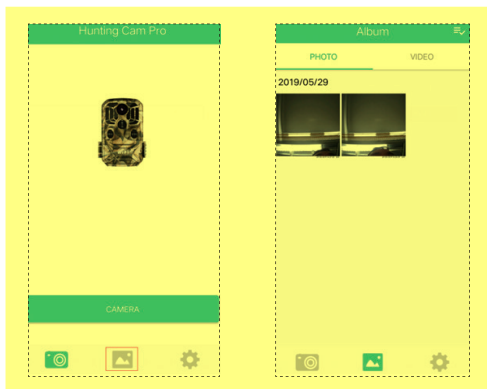 Hunting Cam Pro
CAMERA
Album
PHOTO VIDEO
2019/05/29